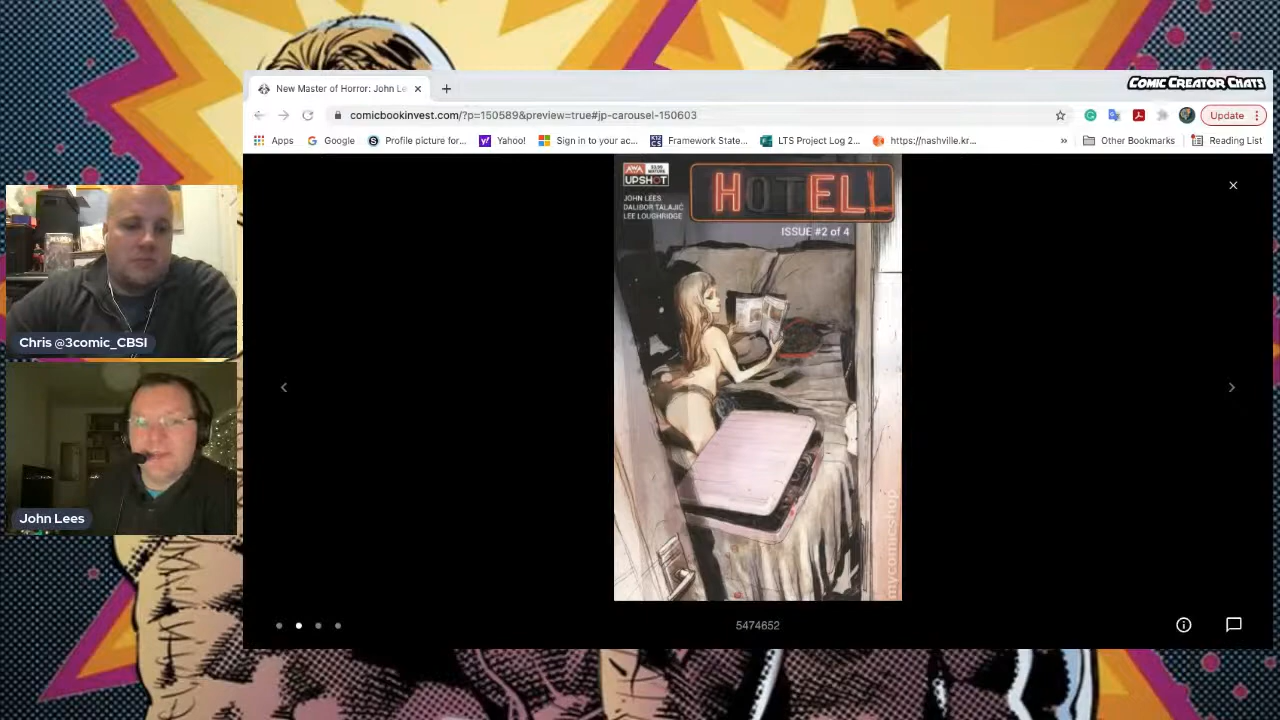 COMIC CREATOR CHATS
New Master of Horror: John Le
comicbookinvest.com/?p=150589&preview=true#jp-carousel-150603
Update
Apps
Google
Profile picture for...
Yahoo!
Sign in to your ac...
Framework State...
LTS Project Log 2...
https://nashville.kr...
»
Other Bookmarks
Reading List
AWA
UPSHOT
MATURE
HOTELL
JOHN LEES
DALIBOR TALAJIĆ
LEE LOUGHRIDGE
ISSUE #2 of 4
mycomicshop
Chris @3comic_CBSI
John Lees
5474652